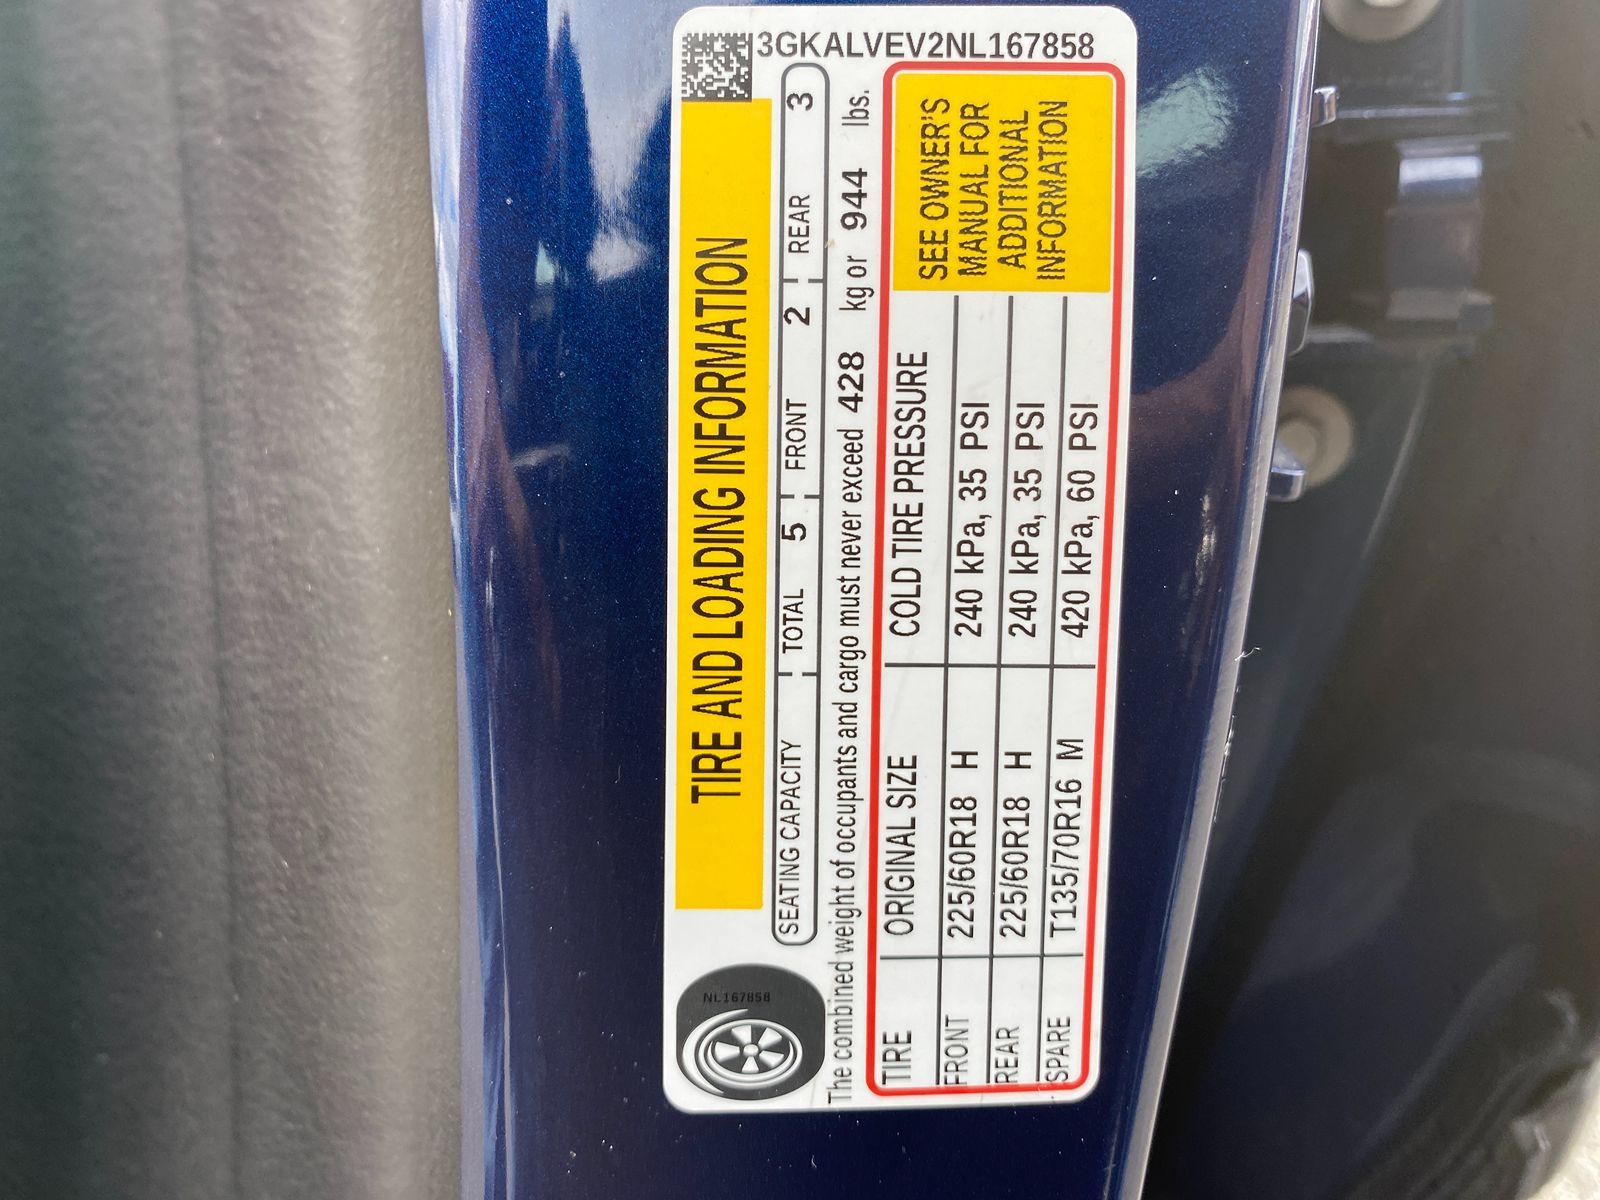 3GKALVEV2NL167858
TIRE AND LOADING INFORMATION
SEATING CAPACITY TOTAL 5 FRONT 2 REAR 3
The combined weight of occupants and cargo must never exceed 428 kg or 944 lbs.
TIRE ORIGINAL SIZE COLD TIRE PRESSURE
FRONT 225/60R18 H 240 kPa, 35 PSI
REAR 225/60R18 H 240 kPa, 35 PSI
SPARE T135/70R16 M 420 kPa, 60 PSI
SEE OWNER'S
MANUAL FOR
ADDITIONAL
INFORMATION
NL167858